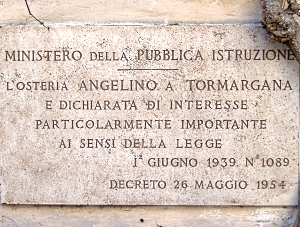 MINISTERO DELLA PUBBLICA ISTRUZIONE
L'OSTERIA ANGELINO A TORMARGANA
E DICHIARATA DI INTERESSE
PARTICOLARMENTE IMPORTANTE
AI SENSI DELLA LEGGE
1° GIUGNO 1939, N° 1089
DECRETO 26 MAGGIO 1954